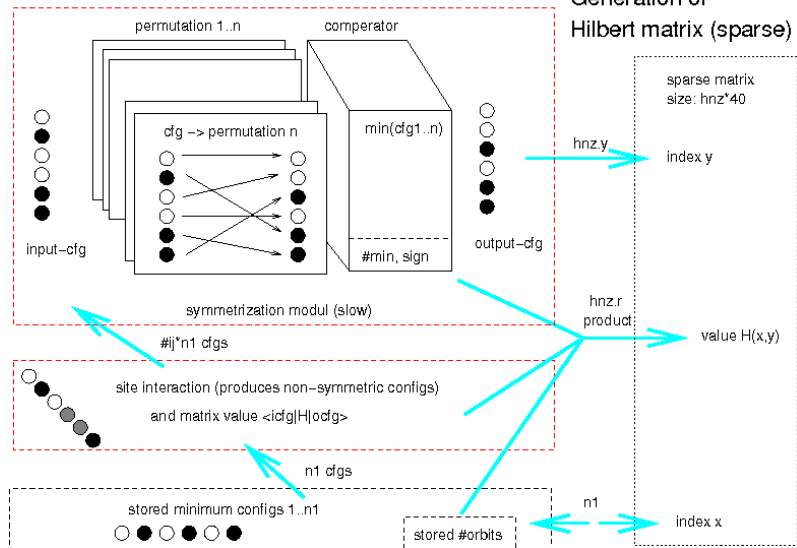 Generation of
Hilbert matrix (sparse)
permutation 1..n
comperator
sparse matrix
size: hnz*40
cfg -> permutation n
min(cfg1..n)
hnz.y
index y
input-cfg
output-cfg
#min, sign
hnz.r
product
symmetrization modul (slow)
value H(x,y)
#ij*n1 cfgs
site interaction (produces non-symmetric configs)
and matrix value <icfg|H|ocfg>
n1 cfgs
stored minimum configs 1..n1
n1
stored #orbits
index x